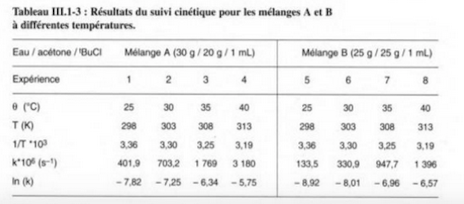 Tableau III.1-3 : Résultats du suivi cinétique pour les mélanges A et B
à différentes températures.
Eau / acétone / ᵗBuCl Mélange A (30 g / 20 g / 1 mL) Mélange B (25 g / 25 g / 1 mL)
Expérience 1 2 3 4 5 6 7 8
θ (°C) 25 30 35 40 25 30 35 40
T (K) 298 303 308 313 298 303 308 313
1/T *10³ 3,36 3,30 3,25 3,19 3,36 3,30 3,25 3,19
k*10⁶ (s⁻¹) 401,9 703,2 1 769 3 180 133,5 330,9 947,7 1 396
ln (k) – 7,82 – 7,25 – 6,34 – 5,75 – 8,92 – 8,01 – 6,96 – 6,57